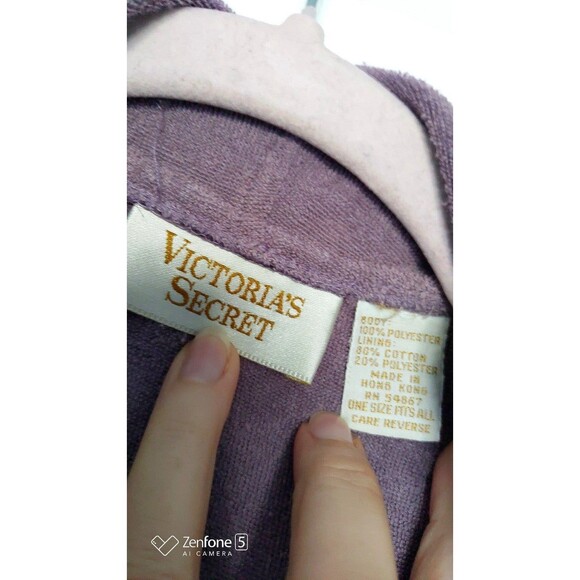 VICTORIA'S
SECRET
BODY:
100% POLYESTER
LINING:
80% COTTON
20% POLYESTER
MADE IN
HONG KONG
RN 54867
ONE SIZE FITS ALL
CARE REVERSE
Zenfone 5
AI CAMERA